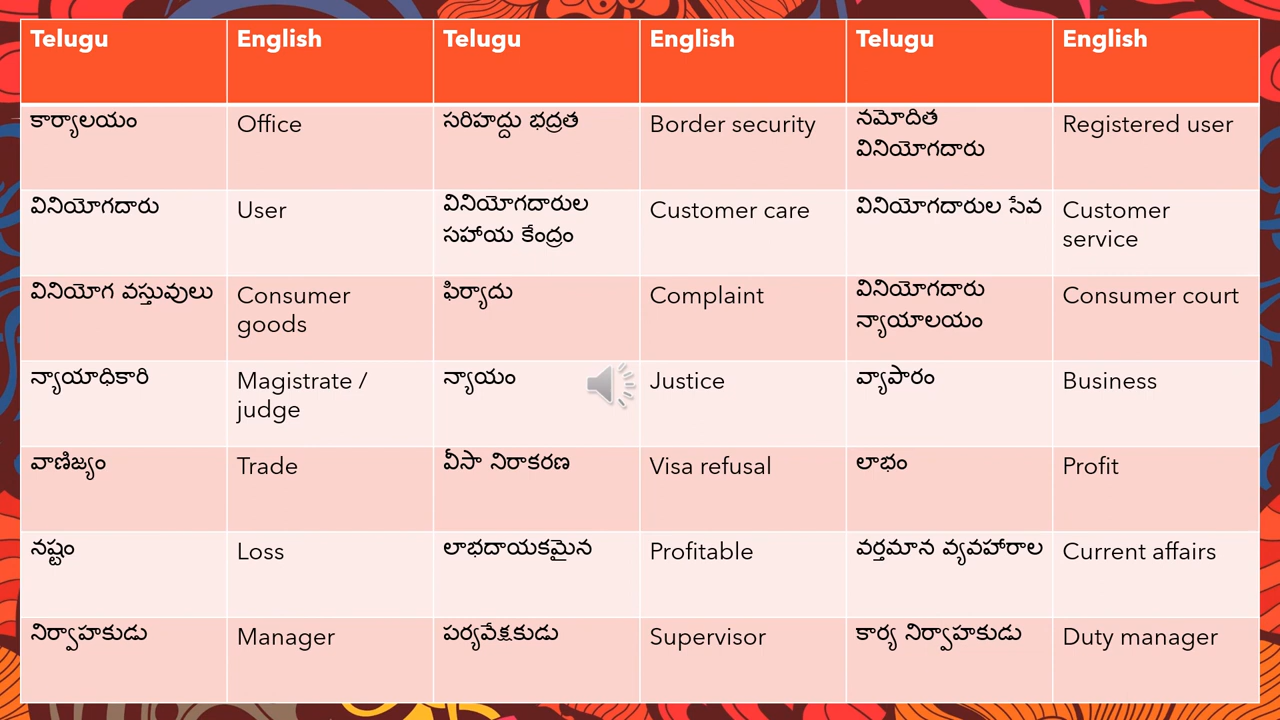 Telugu English Telugu English Telugu English
కార్యాలయం Office సరిహద్దు భద్రత Border security నమోదిత
వినియోగదారు Registered user
వినియోగదారు User వినియోగదారుల
సహాయ కేంద్రం Customer care వినియోగదారుల సేవ Customer
service
వినియోగ వస్తువులు Consumer
goods ఫిర్యాదు Complaint వినియోగదారు
న్యాయాలయం Consumer court
న్యాయాధికారి Magistrate /
judge న్యాయం Justice వ్యాపారం Business
వాణిజ్యం Trade వీసా నిరాకరణ Visa refusal లాభం Profit
నష్టం Loss లాభదాయకమైన Profitable వర్తమాన వ్యవహారాల Current affairs
నిర్వాహకుడు Manager పర్యవేక్షకుడు Supervisor కార్య నిర్వాహకుడు Duty manager